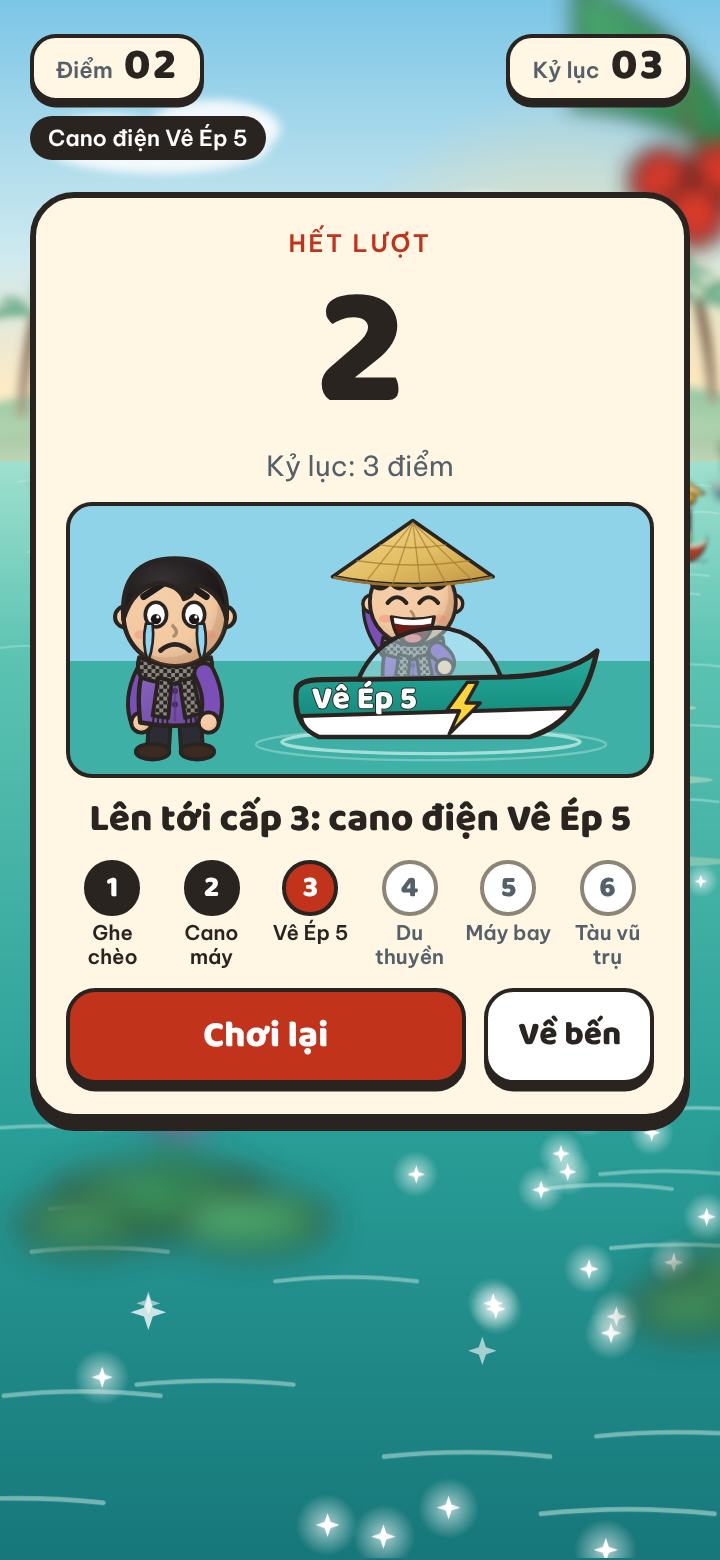 Điểm 02
Kỷ lục 03
Cano điện Vê Ép 5
HẾT LƯỢT
2
Kỷ lục: 3 điểm
Vê Ép 5
Lên tới cấp 3: cano điện Vê Ép 5
1 2 3 4 5 6
Ghe chèo
Cano máy
Vê Ép 5
Du thuyền
Máy bay
Tàu vũ trụ
Chơi lại
Về bến